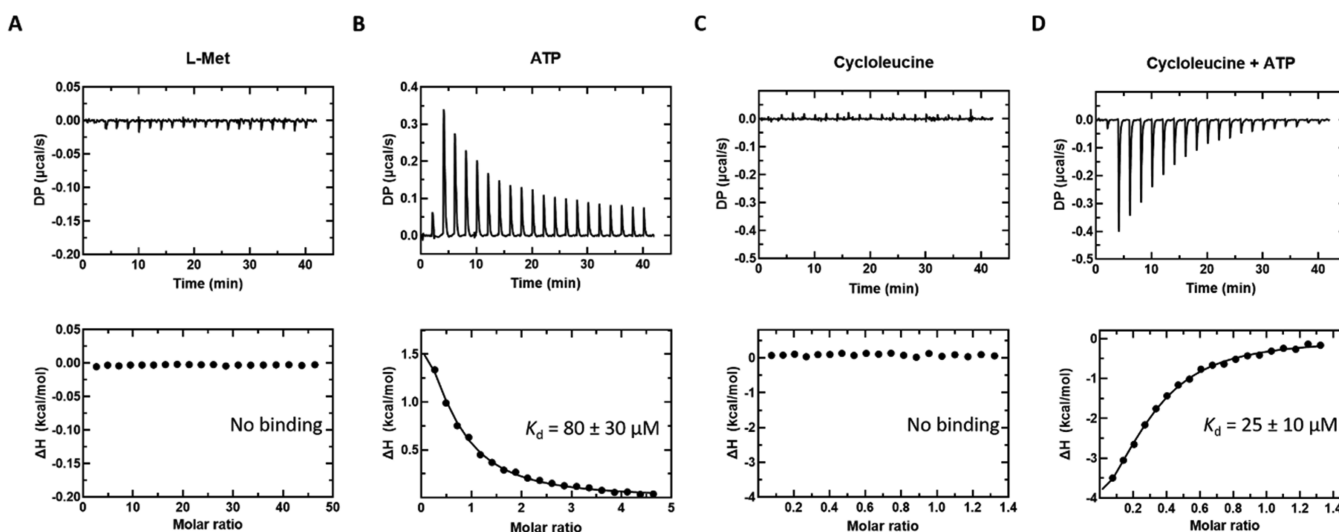 A
B
C
D
L-Met
ATP
Cycloleucine
Cycloleucine + ATP
0.05
0.00
-0.05
-0.10
-0.15
-0.20
DP (µcal/s)
0 10 20 30 40
Time (min)
0.4
0.3
0.2
0.1
0.0
DP (µcal/s)
0 10 20 30 40
Time (min)
0.0
-0.1
-0.2
-0.3
-0.4
-0.5
DP (µcal/s)
0 10 20 30 40
Time (min)
0.0
-0.1
-0.2
-0.3
-0.4
-0.5
DP (µcal/s)
0 10 20 30 40
Time (min)
0.05
0.00
-0.05
-0.10
-0.15
-0.20
ΔH (kcal/mol)
No binding
0 10 20 30 40 50
Molar ratio
1.5
1.0
0.5
ΔH (kcal/mol)
Kd = 80 ± 30 µM
0 1 2 3 4 5
Molar ratio
0
-1
-2
-3
-4
ΔH (kcal/mol)
No binding
0.0 0.2 0.4 0.6 0.8 1.0 1.2 1.4
Molar ratio
0
-1
-2
-3
-4
ΔH (kcal/mol)
Kd = 25 ± 10 µM
0.0 0.2 0.4 0.6 0.8 1.0 1.2 1.4
Molar ratio